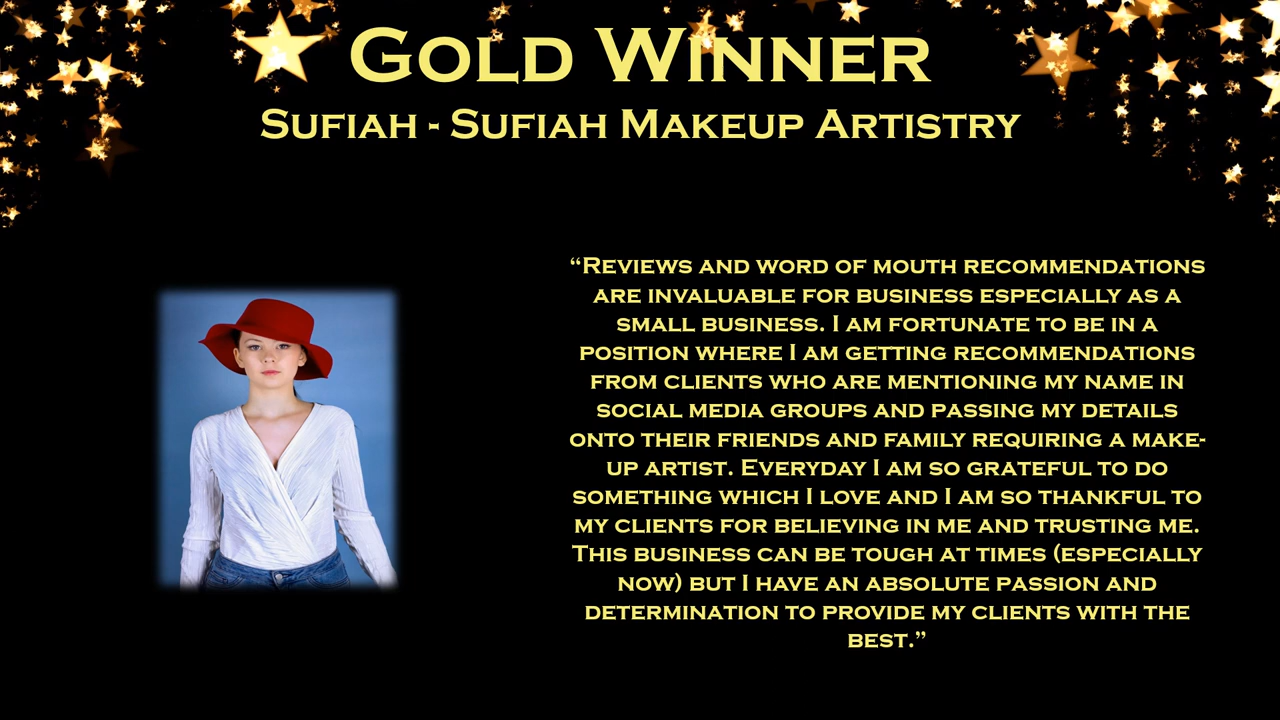 Gold Winner
Sufiah - Sufiah Makeup Artistry
“Reviews and word of mouth recommendations
are invaluable for business especially as a
small business. I am fortunate to be in a
position where I am getting recommendations
from clients who are mentioning my name in
social media groups and passing my details
onto their friends and family requiring a make-
up artist. Everyday I am so grateful to do
something which I love and I am so thankful to
my clients for believing in me and trusting me.
This business can be tough at times (especially
now) but I have an absolute passion and
determination to provide my clients with the
best.”